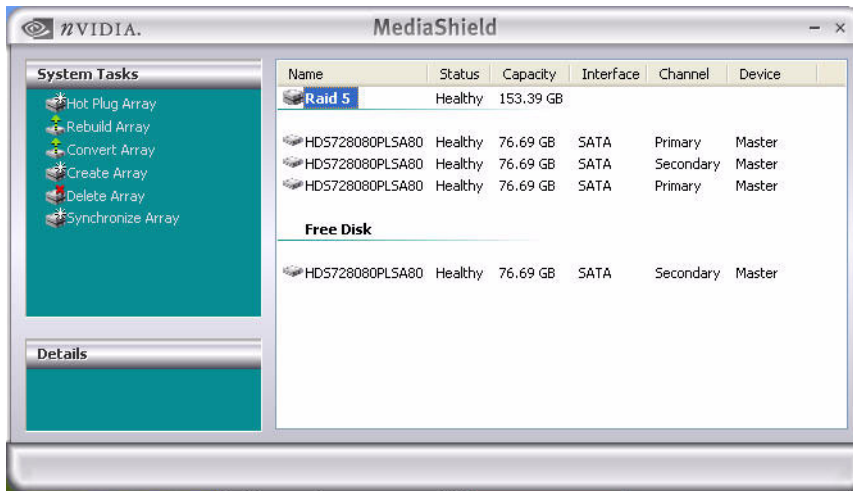 nVIDIA. MediaShield
System Tasks
Hot Plug Array
Rebuild Array
Convert Array
Create Array
Delete Array
Synchronize Array
Details
Name Status Capacity Interface Channel Device
Raid 5 Healthy 153.39 GB
HDS728080PLSA80 Healthy 76.69 GB SATA Primary Master
HDS728080PLSA80 Healthy 76.69 GB SATA Secondary Master
HDS728080PLSA80 Healthy 76.69 GB SATA Primary Master
Free Disk
HDS728080PLSA80 Healthy 76.69 GB SATA Secondary Master